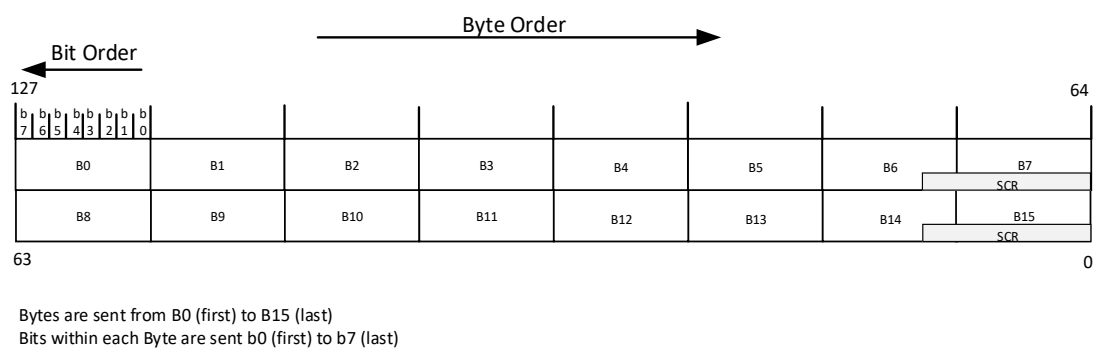 Byte Order
Bit Order
127 64
b7 b6 b5 b4 b3 b2 b1 b0
B0 B1 B2 B3 B4 B5 B6 B7
SCR
B8 B9 B10 B11 B12 B13 B14 B15
SCR
63 0
Bytes are sent from B0 (first) to B15 (last)
Bits within each Byte are sent b0 (first) to b7 (last)